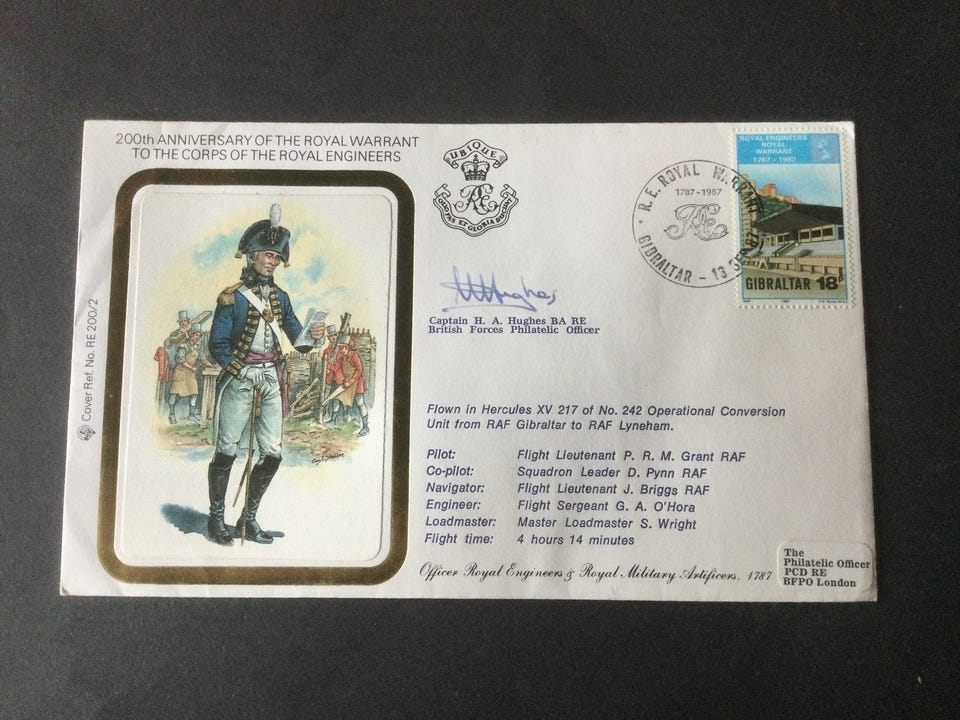 200th ANNIVERSARY OF THE ROYAL WARRANT
TO THE CORPS OF THE ROYAL ENGINEERS
Cover Ref. No. RE 200/2
UBIQUE
QUO FAS ET GLORIA DUCUNT
R.E. ROYAL WARRANT
1787-1987
GIBRALTAR - 13
ROYAL ENGINEERS
ROYAL
WARRANT
1787-1987
GIBRALTAR 18p
1987
Hughes
Captain H. A. Hughes BA RE
British Forces Philatelic Officer
Flown in Hercules XV 217 of No. 242 Operational Conversion
Unit from RAF Gibraltar to RAF Lyneham.
Pilot: Flight Lieutenant P. R. M. Grant RAF
Co-pilot: Squadron Leader D. Pynn RAF
Navigator: Flight Lieutenant J. Briggs RAF
Engineer: Flight Sergeant G. A. O'Hora
Loadmaster: Master Loadmaster S. Wright
Flight time: 4 hours 14 minutes
Officer Royal Engineers & Royal Military Artificers, 1787
The
Philatelic Officer
PCD RE
BFPO London